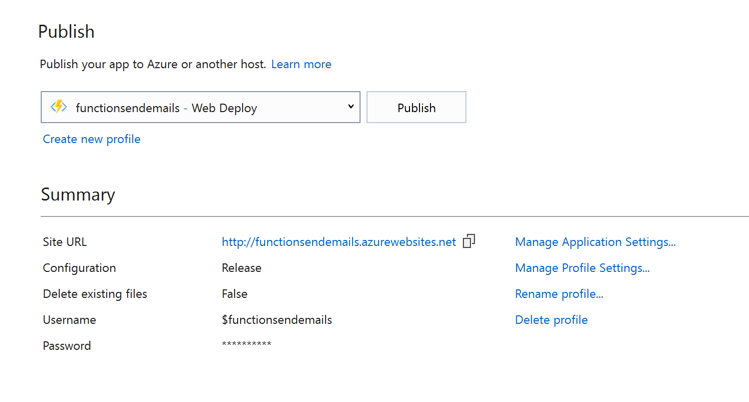 Publish
Publish your app to Azure or another host. Learn more
functionsendemails - Web Deploy Publish
Create new profile
Summary
Site URL http://functionsendemails.azurewebsites.net Manage Application Settings...
Configuration Release Manage Profile Settings...
Delete existing files False Rename profile...
Username $functionsendemails Delete profile
Password **********